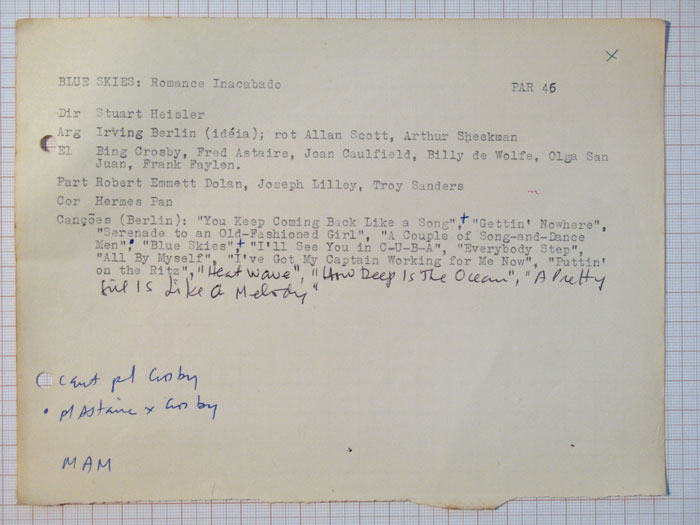 x
BLUE SKIES: Romance Inacabado PAR 46
Dir Stuart Heisler
Arg Irving Berlin (idéia); rot Allan Scott, Arthur Sheekman
El Bing Crosby, Fred Astaire, Joan Caulfield, Billy de Wolfe, Olga San
Juan, Frank Faylen.
Part Robert Emmett Dolan, Joseph Lilley, Troy Sanders
Cor Hermes Pan
Canções (Berlin): "You Keep Coming Back Like a Song",+ "Gettin' Nowhere",
"Serenade to an Old-Fashioned Girl", "A Couple of Song-and-Dance
Men",• "Blue Skies",+ "I'll See You in C-U-B-A", "Everybody Step",
"All By Myself", "I've Got My Captain Working for Me Now", "Puttin'
on the Ritz", "Heat Wave", "How Deep Is The Ocean", "A Pretty
Girl Is Like a Melody"
cant pl Crosby
• pl Astaire x Crosby
MAM